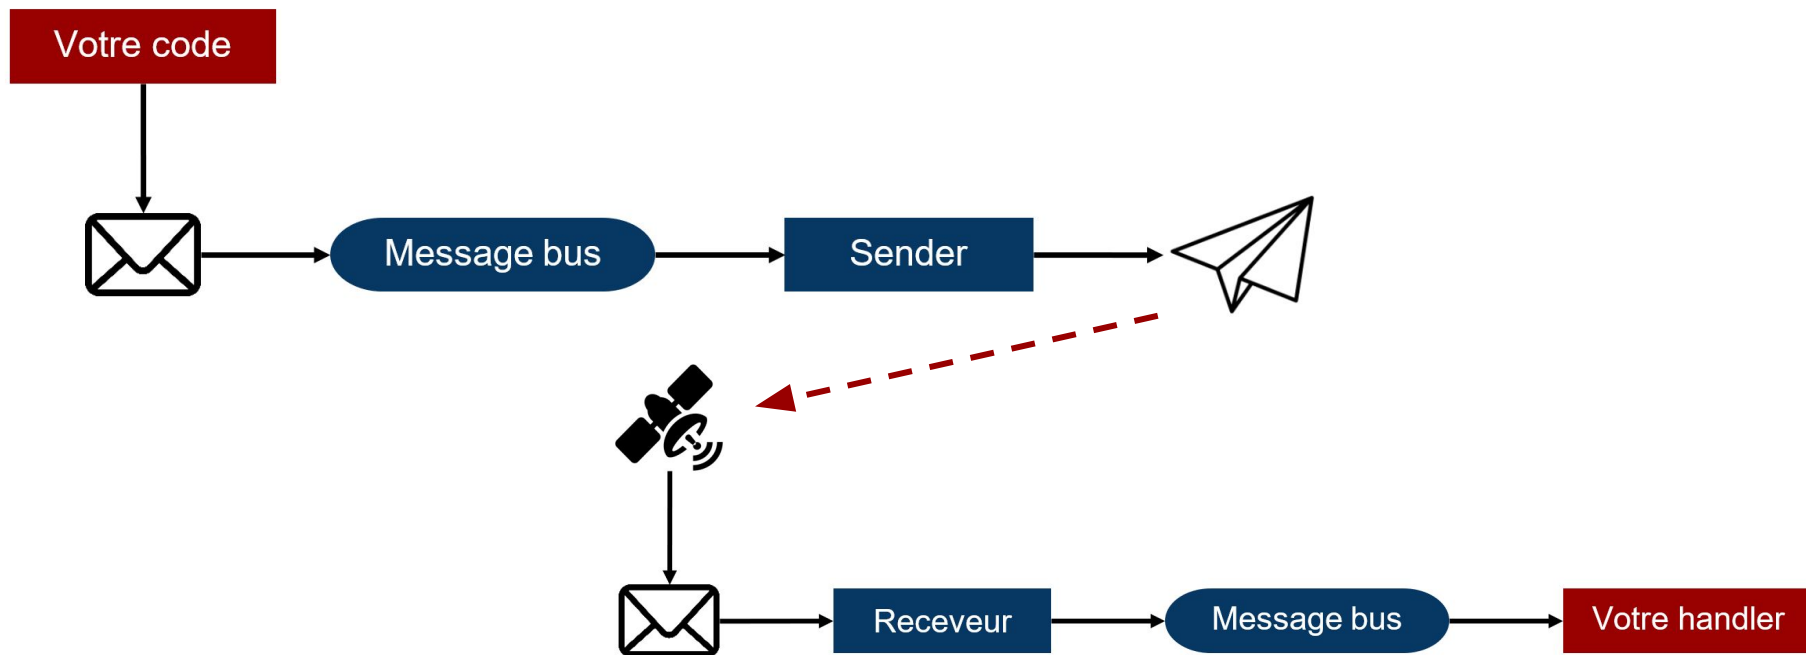 Votre code
Message bus
Sender
Receveur
Message bus
Votre handler